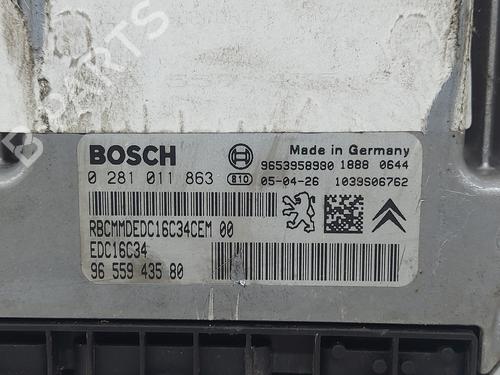 BOSCH
Made in Germany
9653958980 1888 0644
0 281 011 863
810
05-04-26
1039S06762
RBCMMDEDC16C34CEM 00
EDC16C34
96 559 435 80